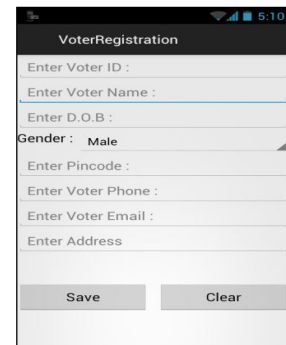 5:10
VoterRegistration
Enter Voter ID :
Enter Voter Name :
Enter D.O.B :
Gender : Male
Enter Pincode :
Enter Voter Phone :
Enter Voter Email :
Enter Address
Save Clear